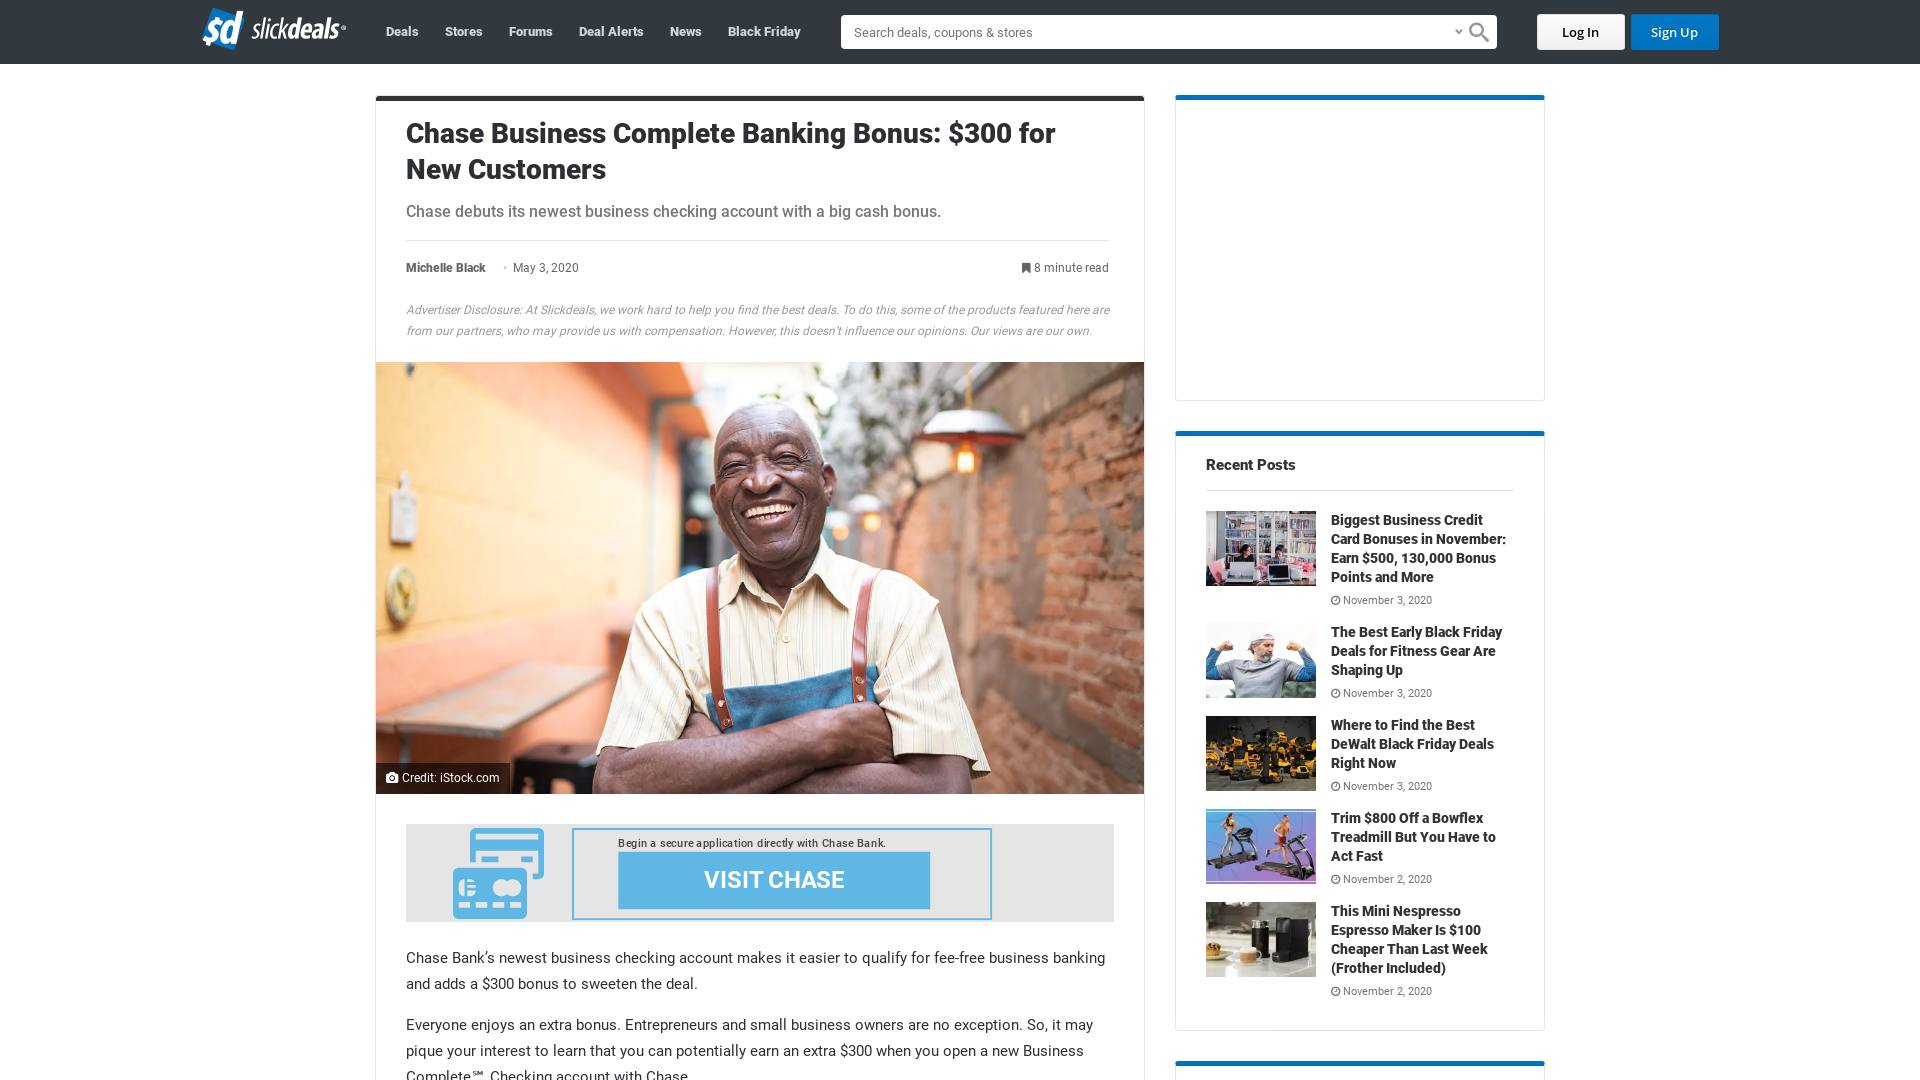 $d slickdeals®
Deals Stores Forums Deal Alerts News Black Friday
Search deals, coupons & stores
Log In Sign Up
Chase Business Complete Banking Bonus: $300 for
New Customers
Chase debuts its newest business checking account with a big cash bonus.
Michelle Black • May 3, 2020
8 minute read
Advertiser Disclosure: At Slickdeals, we work hard to help you find the best deals. To do this, some of the products featured here are
from our partners, who may provide us with compensation. However, this doesn't influence our opinions. Our views are our own.
Credit: iStock.com
Begin a secure application directly with Chase Bank.
VISIT CHASE
Chase Bank’s newest business checking account makes it easier to qualify for fee-free business banking
and adds a $300 bonus to sweeten the deal.
Everyone enjoys an extra bonus. Entrepreneurs and small business owners are no exception. So, it may
pique your interest to learn that you can potentially earn an extra $300 when you open a new Business
Complete℠ Checking account with Chase.
Recent Posts
Biggest Business Credit
Card Bonuses in November:
Earn $500, 130,000 Bonus
Points and More
November 3, 2020
The Best Early Black Friday
Deals for Fitness Gear Are
Shaping Up
November 3, 2020
Where to Find the Best
DeWalt Black Friday Deals
Right Now
November 3, 2020
Trim $800 Off a Bowflex
Treadmill But You Have to
Act Fast
November 2, 2020
This Mini Nespresso
Espresso Maker Is $100
Cheaper Than Last Week
(Frother Included)
November 2, 2020